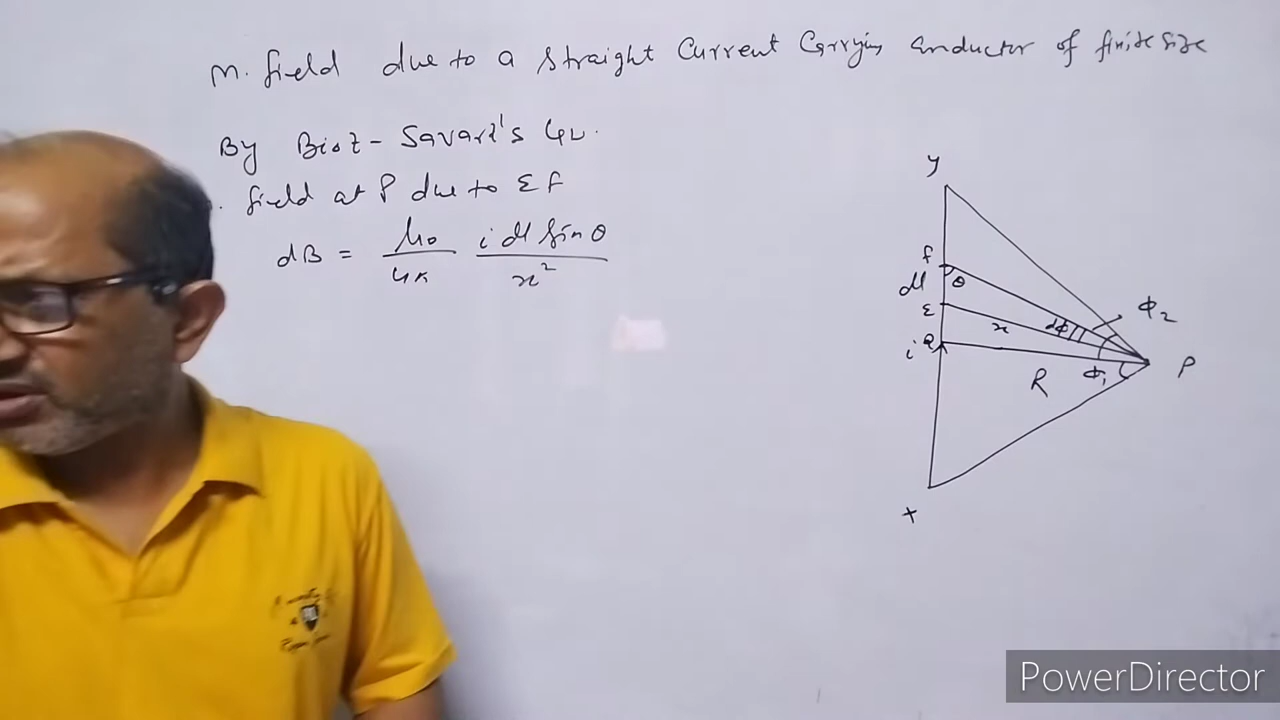 M. field due to a straight Current Carrying Conductor of finite size
By Biot-Savart's law.
. field at P due to EF
dB = μ0/4π i dl Sinθ/x²
y
f
θ
dl
E
x
dϕ
ϕ2
i
Q
R
ϕ1
P
x
PowerDirector